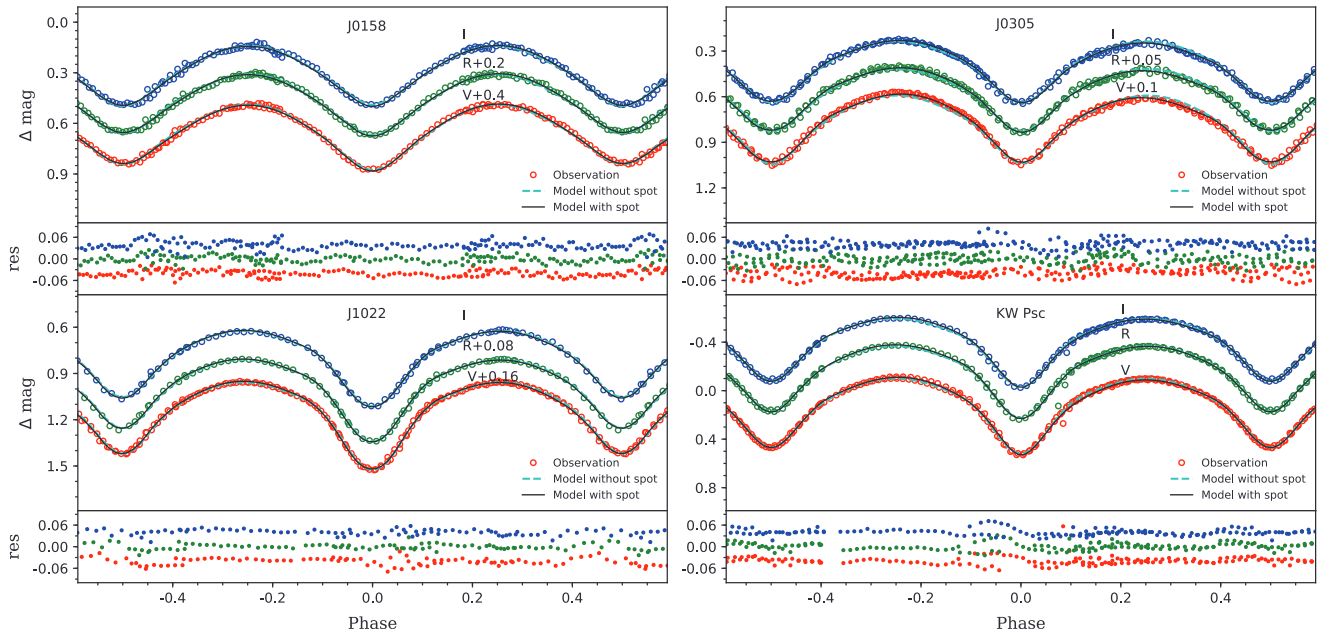 J0158
I
R+0.2
V+0.4
Δ mag
0.0
0.3
0.6
0.9
Observation
Model without spot
Model with spot
res
0.06
0.00
-0.06
J0305
I
R+0.05
V+0.1
0.3
0.6
0.9
1.2
Observation
Model without spot
Model with spot
0.06
0.00
-0.06
J1022
I
R+0.08
V+0.16
Δ mag
0.6
0.9
1.2
1.5
Observation
Model without spot
Model with spot
res
0.06
0.00
-0.06
-0.4 -0.2 0.0 0.2 0.4
Phase
KW Psc
I
R
V
-0.4
0.0
0.4
0.8
Observation
Model without spot
Model with spot
0.06
0.00
-0.06
-0.4 -0.2 0.0 0.2 0.4
Phase